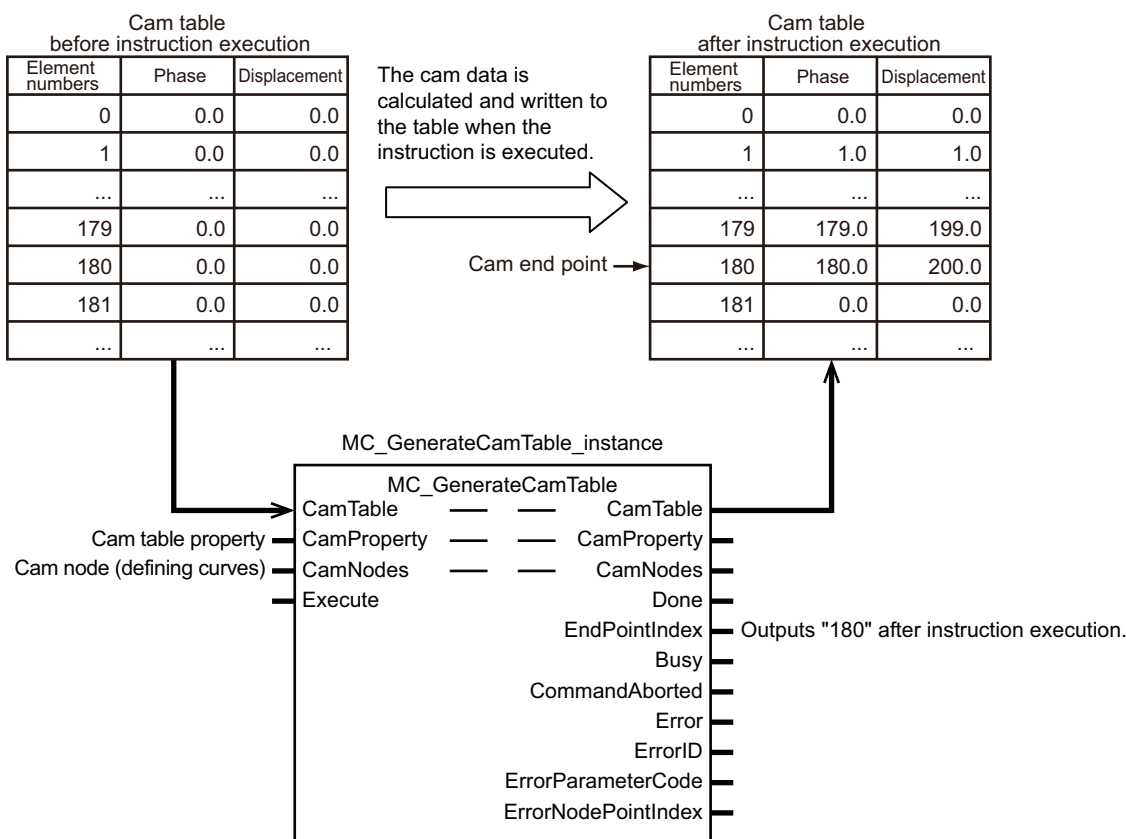 Cam table
before instruction execution
Element numbers Phase Displacement
0 0.0 0.0
1 0.0 0.0
... ... ...
179 0.0 0.0
180 0.0 0.0
181 0.0 0.0
... ... ...
The cam data is
calculated and written to
the table when the
instruction is executed.
Cam end point
Cam table
after instruction execution
Element numbers Phase Displacement
0 0.0 0.0
1 1.0 1.0
... ... ...
179 179.0 199.0
180 180.0 200.0
181 0.0 0.0
... ... ...
MC_GenerateCamTable_instance
MC_GenerateCamTable
CamTable — — CamTable
Cam table property CamProperty — — CamProperty
Cam node (defining curves) CamNodes — — CamNodes
Execute Done
EndPointIndex Outputs "180" after instruction execution.
Busy
CommandAborted
Error
ErrorID
ErrorParameterCode
ErrorNodePointIndex